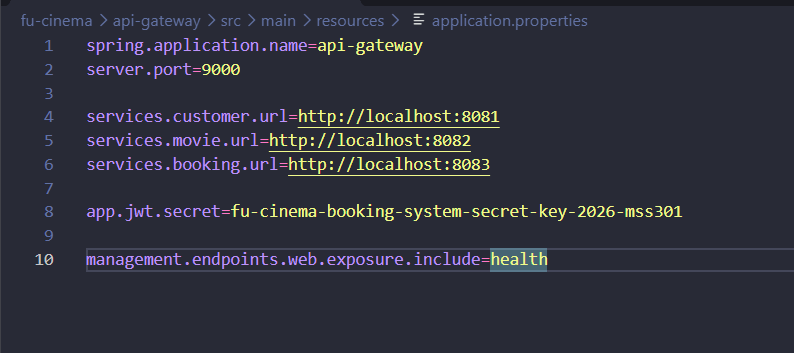 fu-cinema > api-gateway > src > main > resources > application.properties
1 spring.application.name=api-gateway
2 server.port=9000
3
4 services.customer.url=http://localhost:8081
5 services.movie.url=http://localhost:8082
6 services.booking.url=http://localhost:8083
7
8 app.jwt.secret=fu-cinema-booking-system-secret-key-2026-mss301
9
10 management.endpoints.web.exposure.include=health